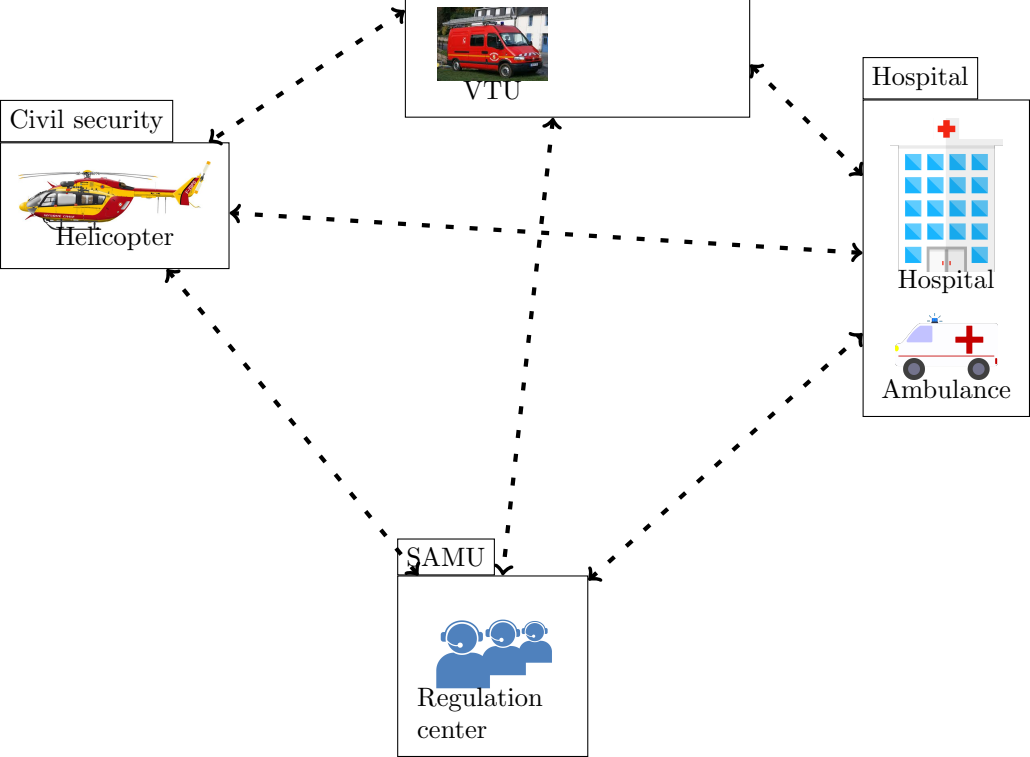 VTU
Hospital
Civil security
Helicopter
Hospital
Ambulance
SAMU
Regulation
center